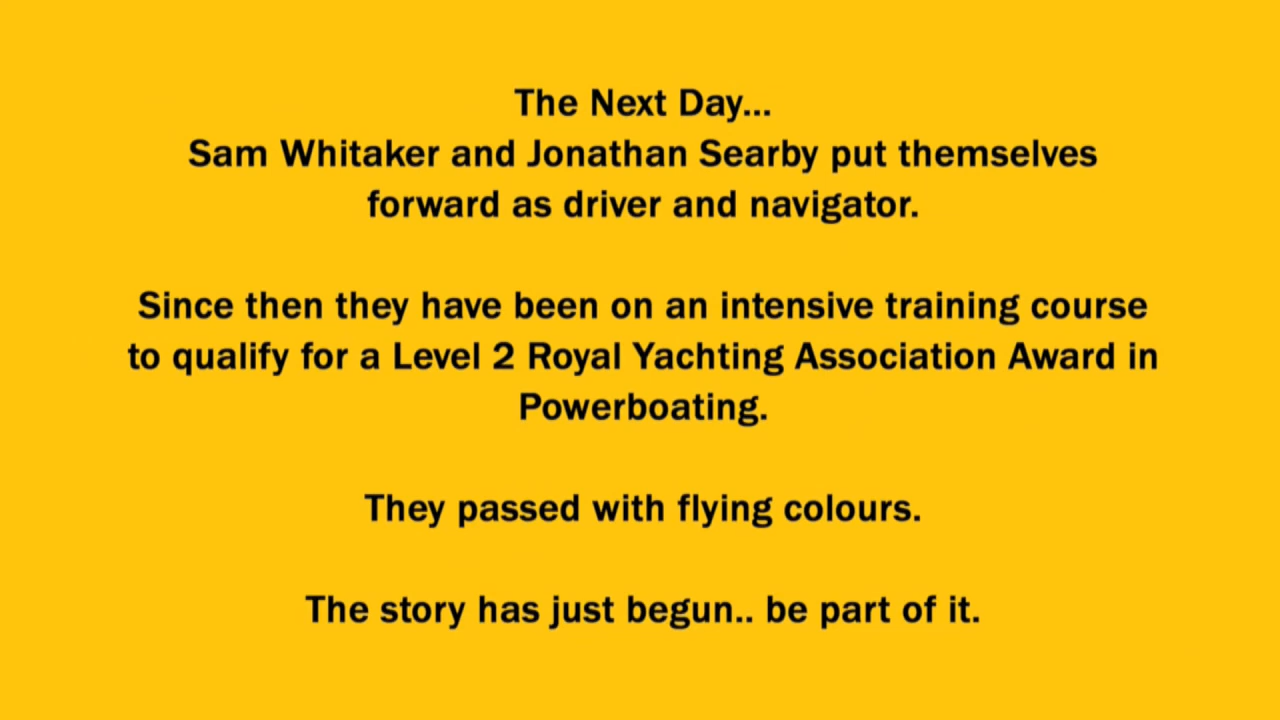 The Next Day...
Sam Whitaker and Jonathan Searby put themselves
forward as driver and navigator.
Since then they have been on an intensive training course
to qualify for a Level 2 Royal Yachting Association Award in
Powerboating.
They passed with flying colours.
The story has just begun.. be part of it.